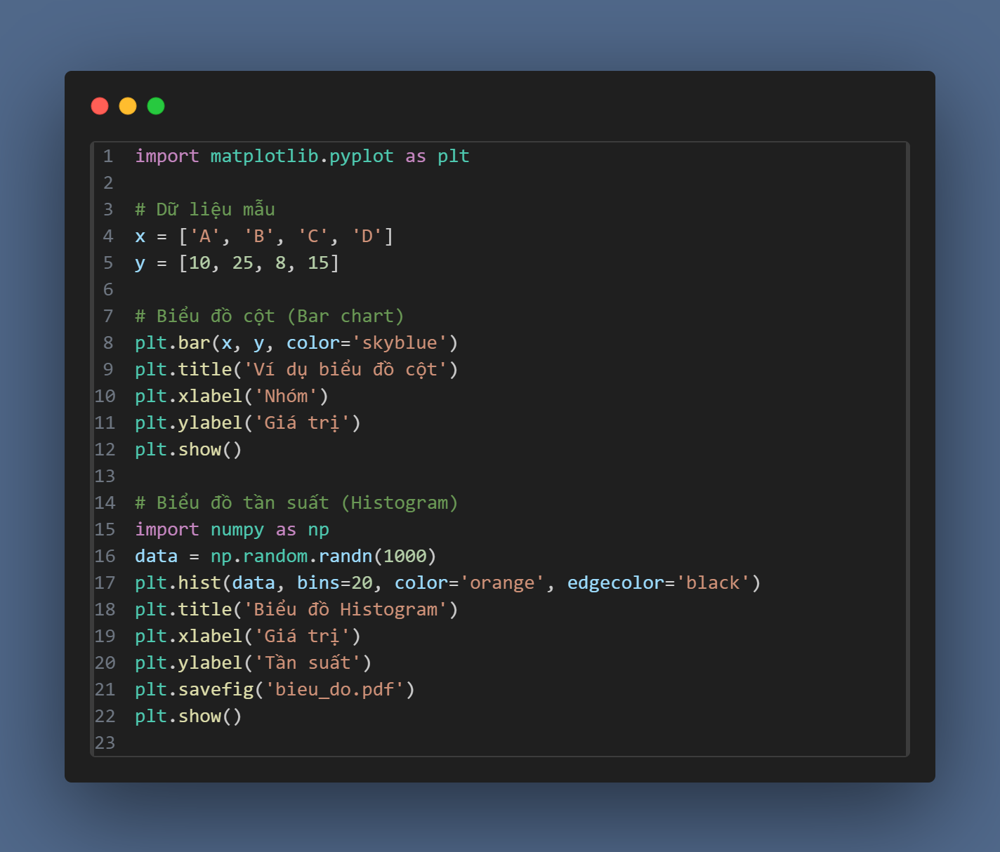 1 import matplotlib.pyplot as plt
2
3 # Dữ liệu mẫu
4 x = ['A', 'B', 'C', 'D']
5 y = [10, 25, 8, 15]
6
7 # Biểu đồ cột (Bar chart)
8 plt.bar(x, y, color='skyblue')
9 plt.title('Ví dụ biểu đồ cột')
10 plt.xlabel('Nhóm')
11 plt.ylabel('Giá trị')
12 plt.show()
13
14 # Biểu đồ tần suất (Histogram)
15 import numpy as np
16 data = np.random.randn(1000)
17 plt.hist(data, bins=20, color='orange', edgecolor='black')
18 plt.title('Biểu đồ Histogram')
19 plt.xlabel('Giá trị')
20 plt.ylabel('Tần suất')
21 plt.savefig('bieu_do.pdf')
22 plt.show()
23